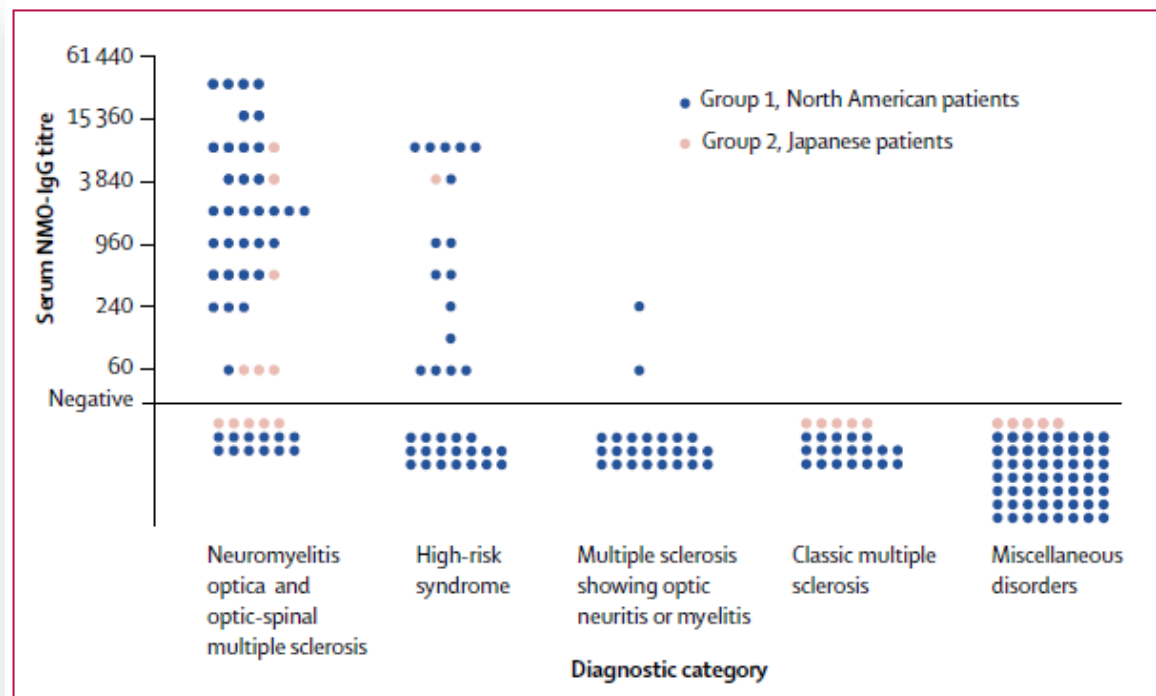 61 440
15 360
3 840
960
240
60
Negative
Serum NMO-IgG titre
Group 1, North American patients
Group 2, Japanese patients
Neuromyelitis
optica and
optic-spinal
multiple sclerosis
High-risk
syndrome
Multiple sclerosis
showing optic
neuritis or myelitis
Classic multiple
sclerosis
Miscellaneous
disorders
Diagnostic category